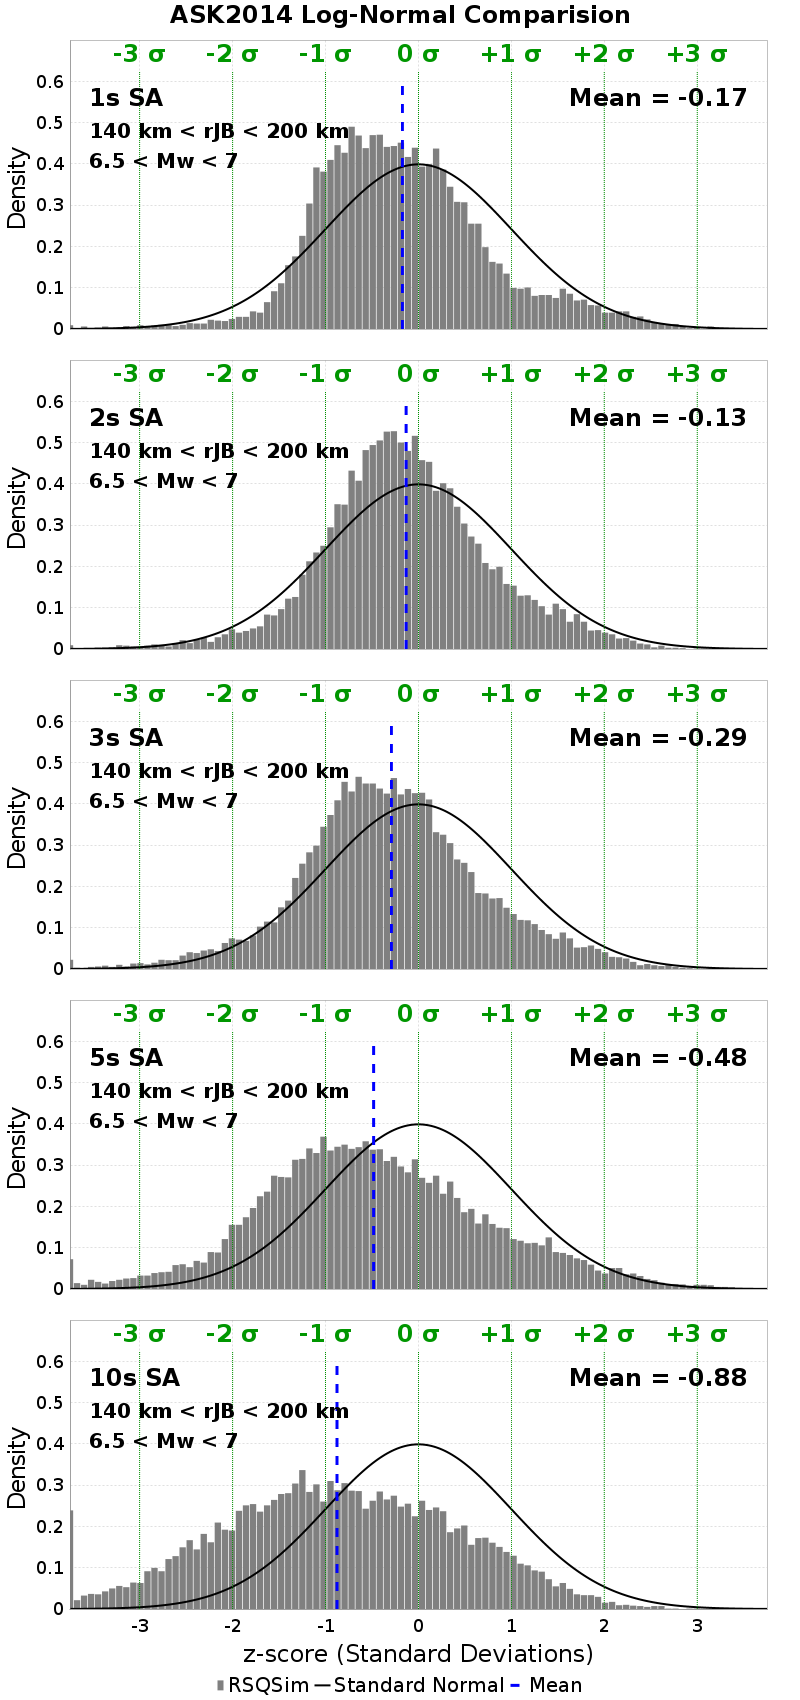 ASK2014 Log-Normal Comparision
-3 σ -2 σ -1 σ 0 σ +1 σ +2 σ +3 σ
0.6
1s SA Mean = -0.17
0.5
140 km < rJB < 200 km
6.5 < Mw < 7
0.4
0.3
0.2
0.1
0
Density
-3 σ -2 σ -1 σ 0 σ +1 σ +2 σ +3 σ
0.6
2s SA Mean = -0.13
0.5
140 km < rJB < 200 km
6.5 < Mw < 7
0.4
0.3
0.2
0.1
0
Density
-3 σ -2 σ -1 σ 0 σ +1 σ +2 σ +3 σ
0.6
3s SA Mean = -0.29
0.5
140 km < rJB < 200 km
6.5 < Mw < 7
0.4
0.3
0.2
0.1
0
Density
-3 σ -2 σ -1 σ 0 σ +1 σ +2 σ +3 σ
0.6
5s SA Mean = -0.48
0.5
140 km < rJB < 200 km
6.5 < Mw < 7
0.4
0.3
0.2
0.1
0
Density
-3 σ -2 σ -1 σ 0 σ +1 σ +2 σ +3 σ
0.6
10s SA Mean = -0.88
0.5
140 km < rJB < 200 km
6.5 < Mw < 7
0.4
0.3
0.2
0.1
0
Density
-3 -2 -1 0 1 2 3
z-score (Standard Deviations)
RSQSim Standard Normal Mean